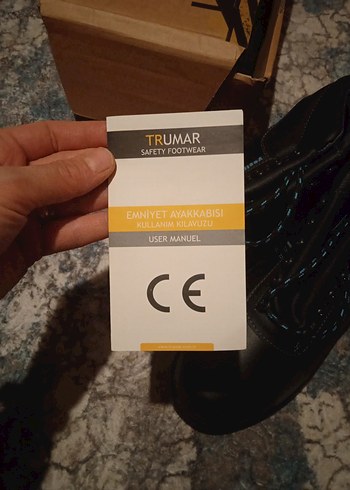 TRUMAR
SAFETY FOOTWEAR
EMNİYET AYAKKABISI
KULLANIM KILAVUZU
USER MANUEL
CE